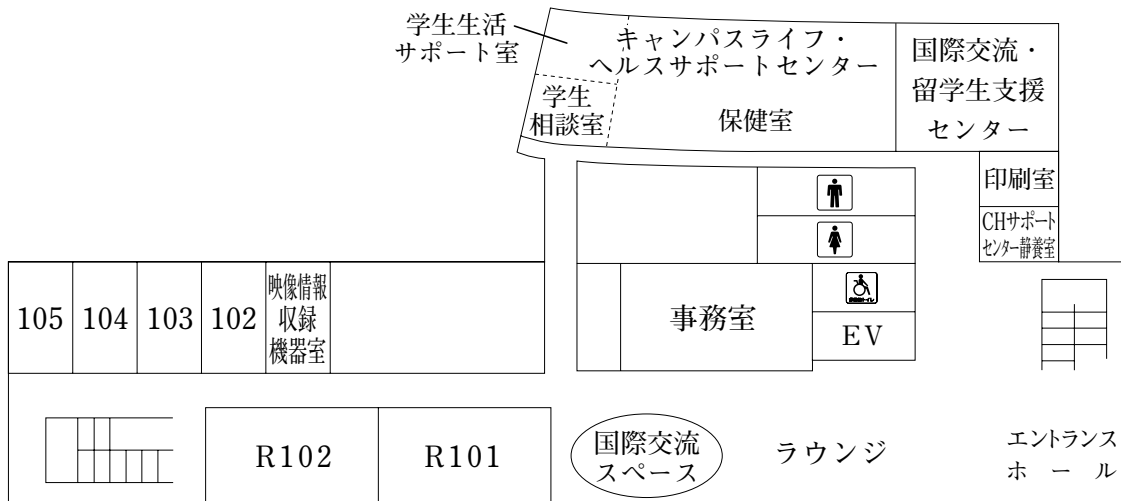 学生生活
サポート室
キャンパスライフ・
ヘルスサポートセンター
保健室
学生
相談室
国際交流・
留学生支援
センター
印刷室
CHサポート
センター静養室
105
104
103
102
映像情報
収録
機器室
事務室
EV
R102
R101
国際交流
スペース
ラウンジ
エントランス
ホール